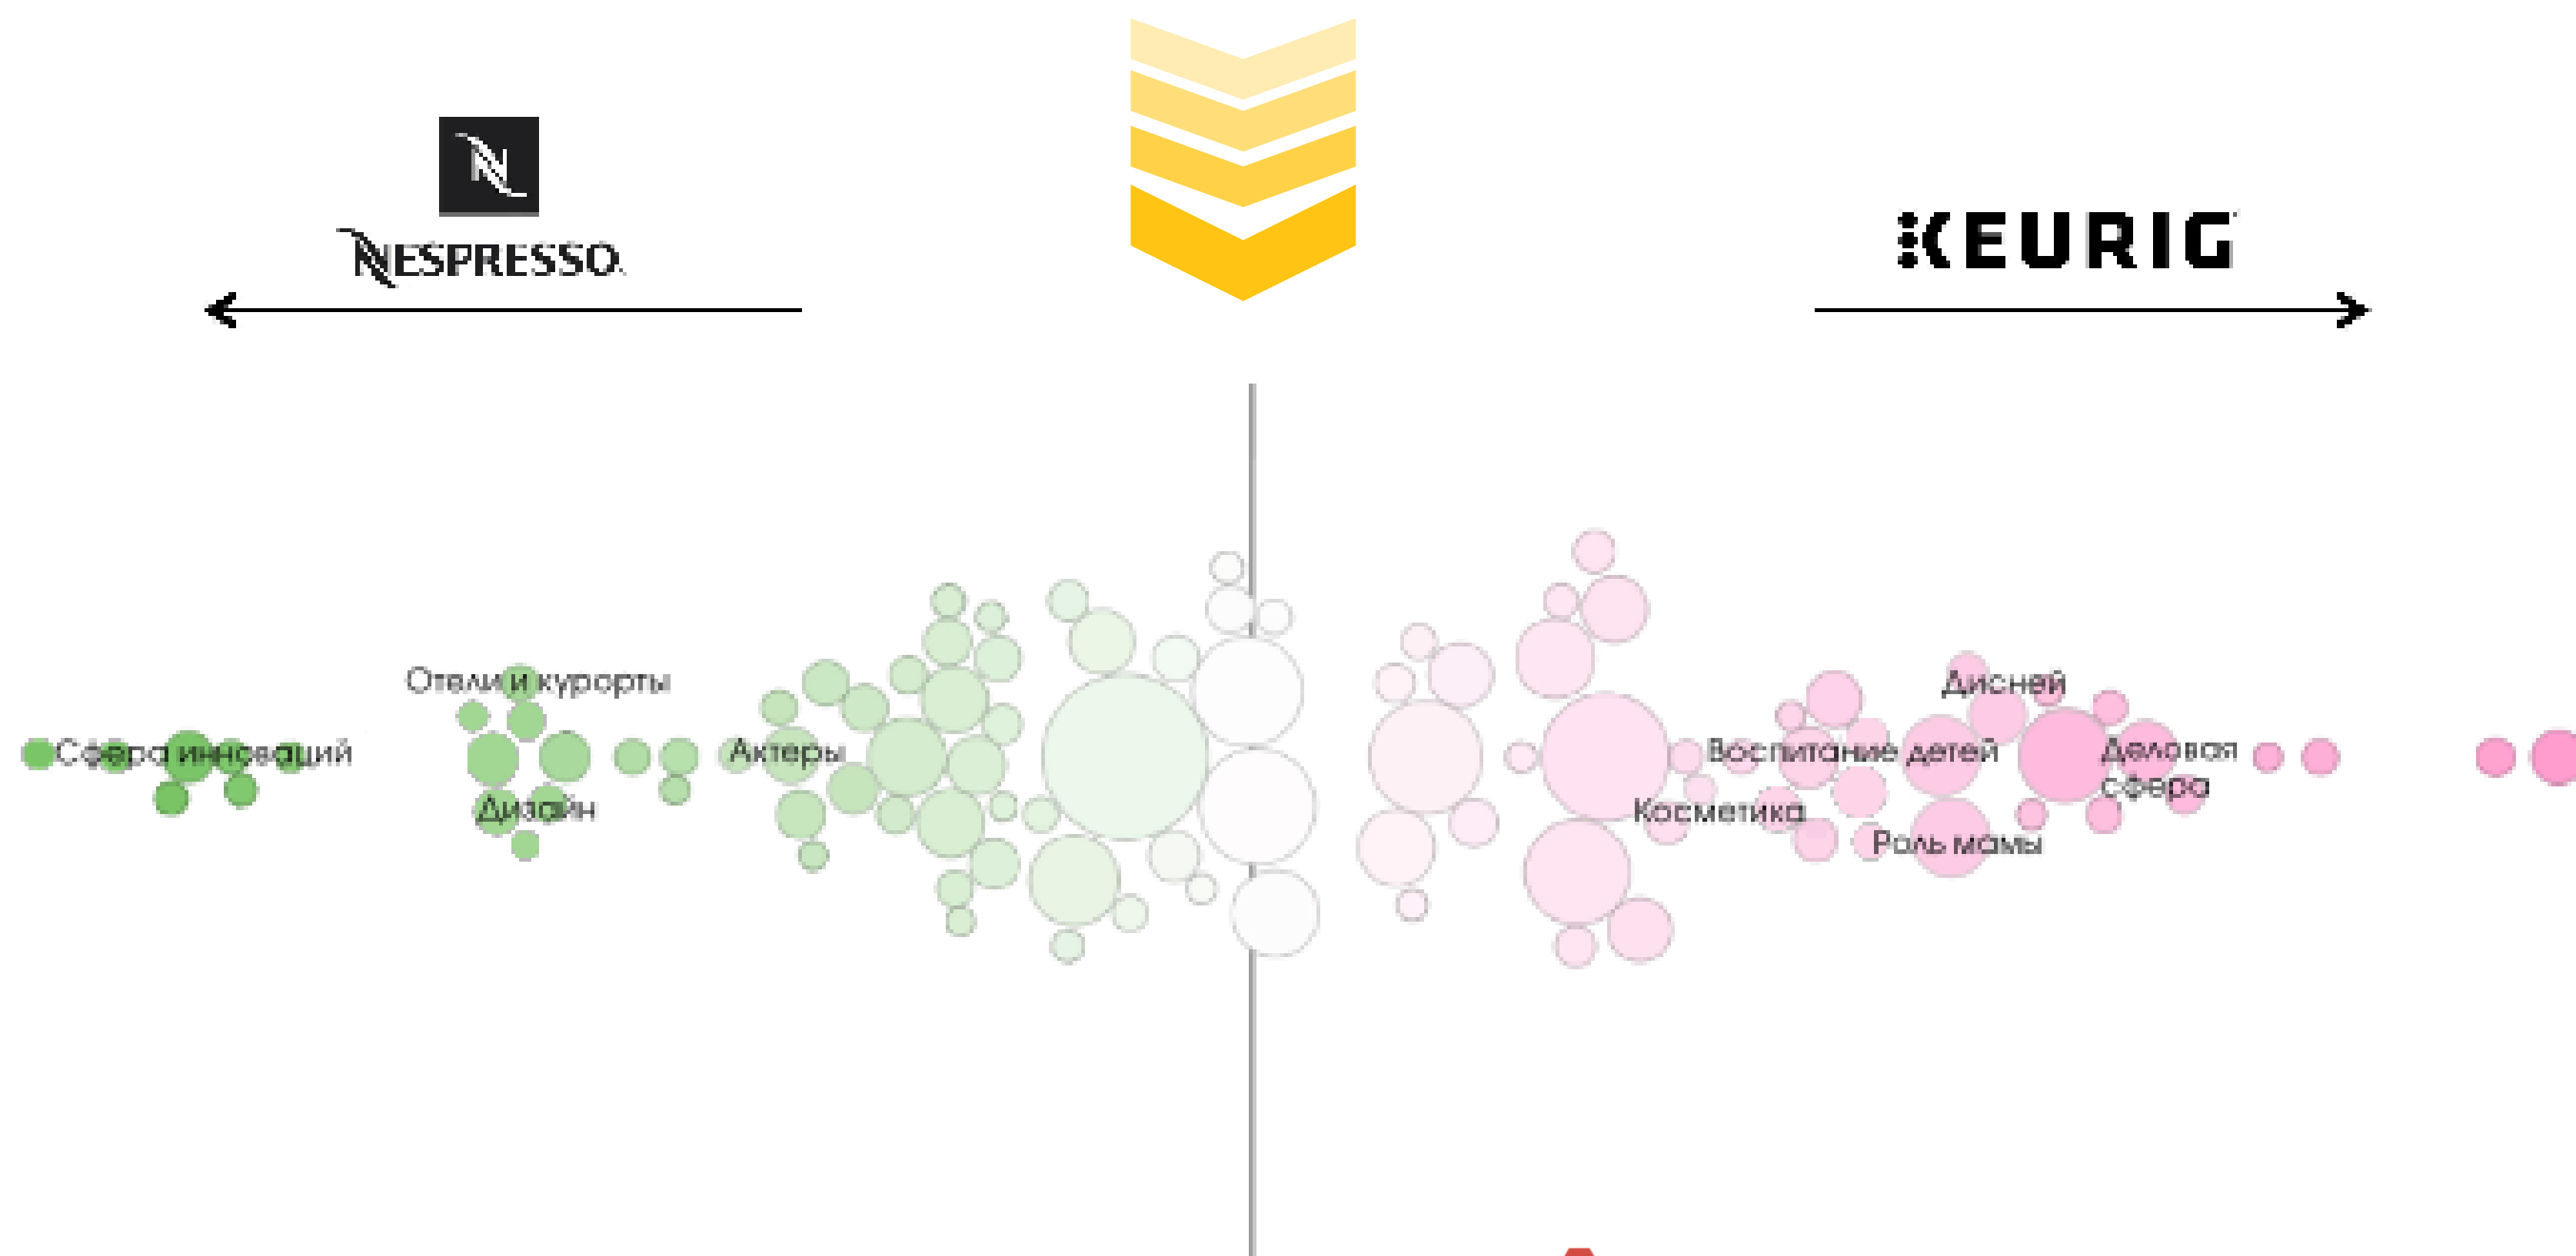 N
NESPRESSO.
KEURIG
Отели и курорты
Дисней
Сфера инноваций
Актеры
Воспитание детей
Деловая
сфера
Дизайн
Косметика
Роль мамы